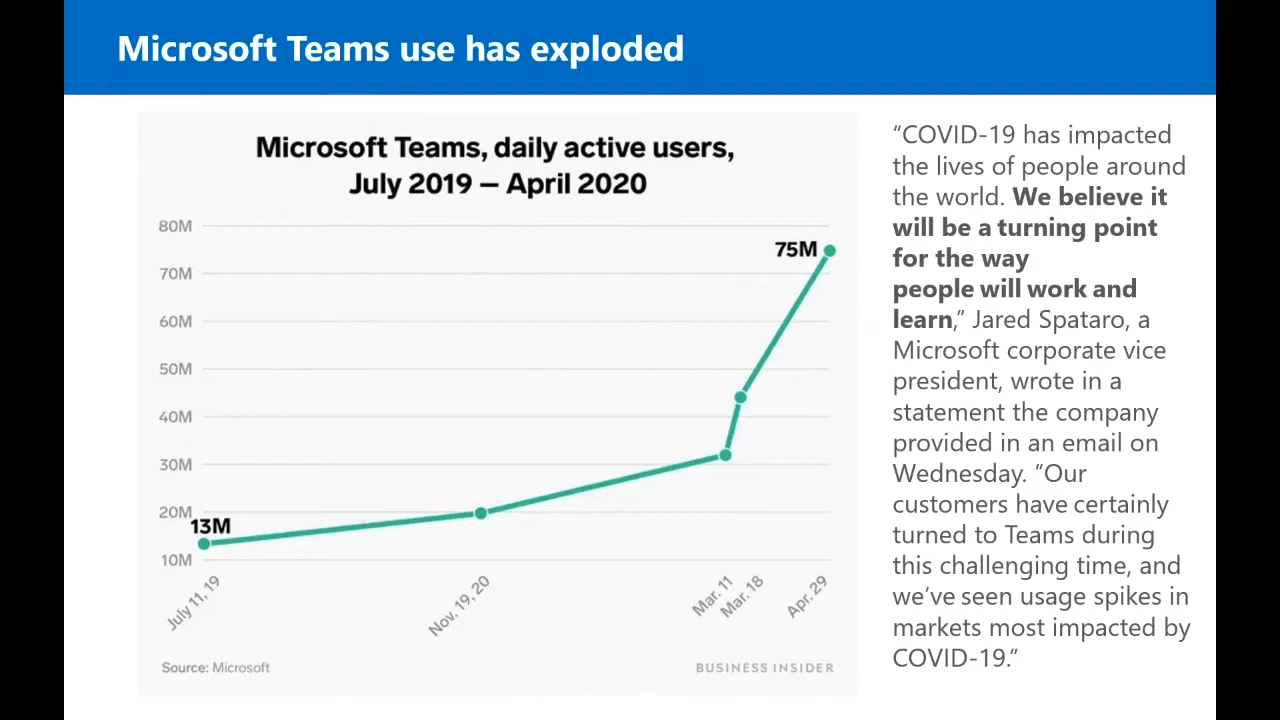 Microsoft Teams use has exploded
Microsoft Teams, daily active users,
July 2019 – April 2020
80M
70M
60M
50M
40M
30M
20M
10M
13M
75M
July 11, 19
Nov. 19, 20
Mar. 11
Mar. 18
Apr. 29
Source: Microsoft
BUSINESS INSIDER
“COVID-19 has impacted
the lives of people around
the world. We believe it
will be a turning point
for the way
people will work and
learn,” Jared Spataro, a
Microsoft corporate vice
president, wrote in a
statement the company
provided in an email on
Wednesday. “Our
customers have certainly
turned to Teams during
this challenging time, and
we’ve seen usage spikes in
markets most impacted by
COVID-19.”